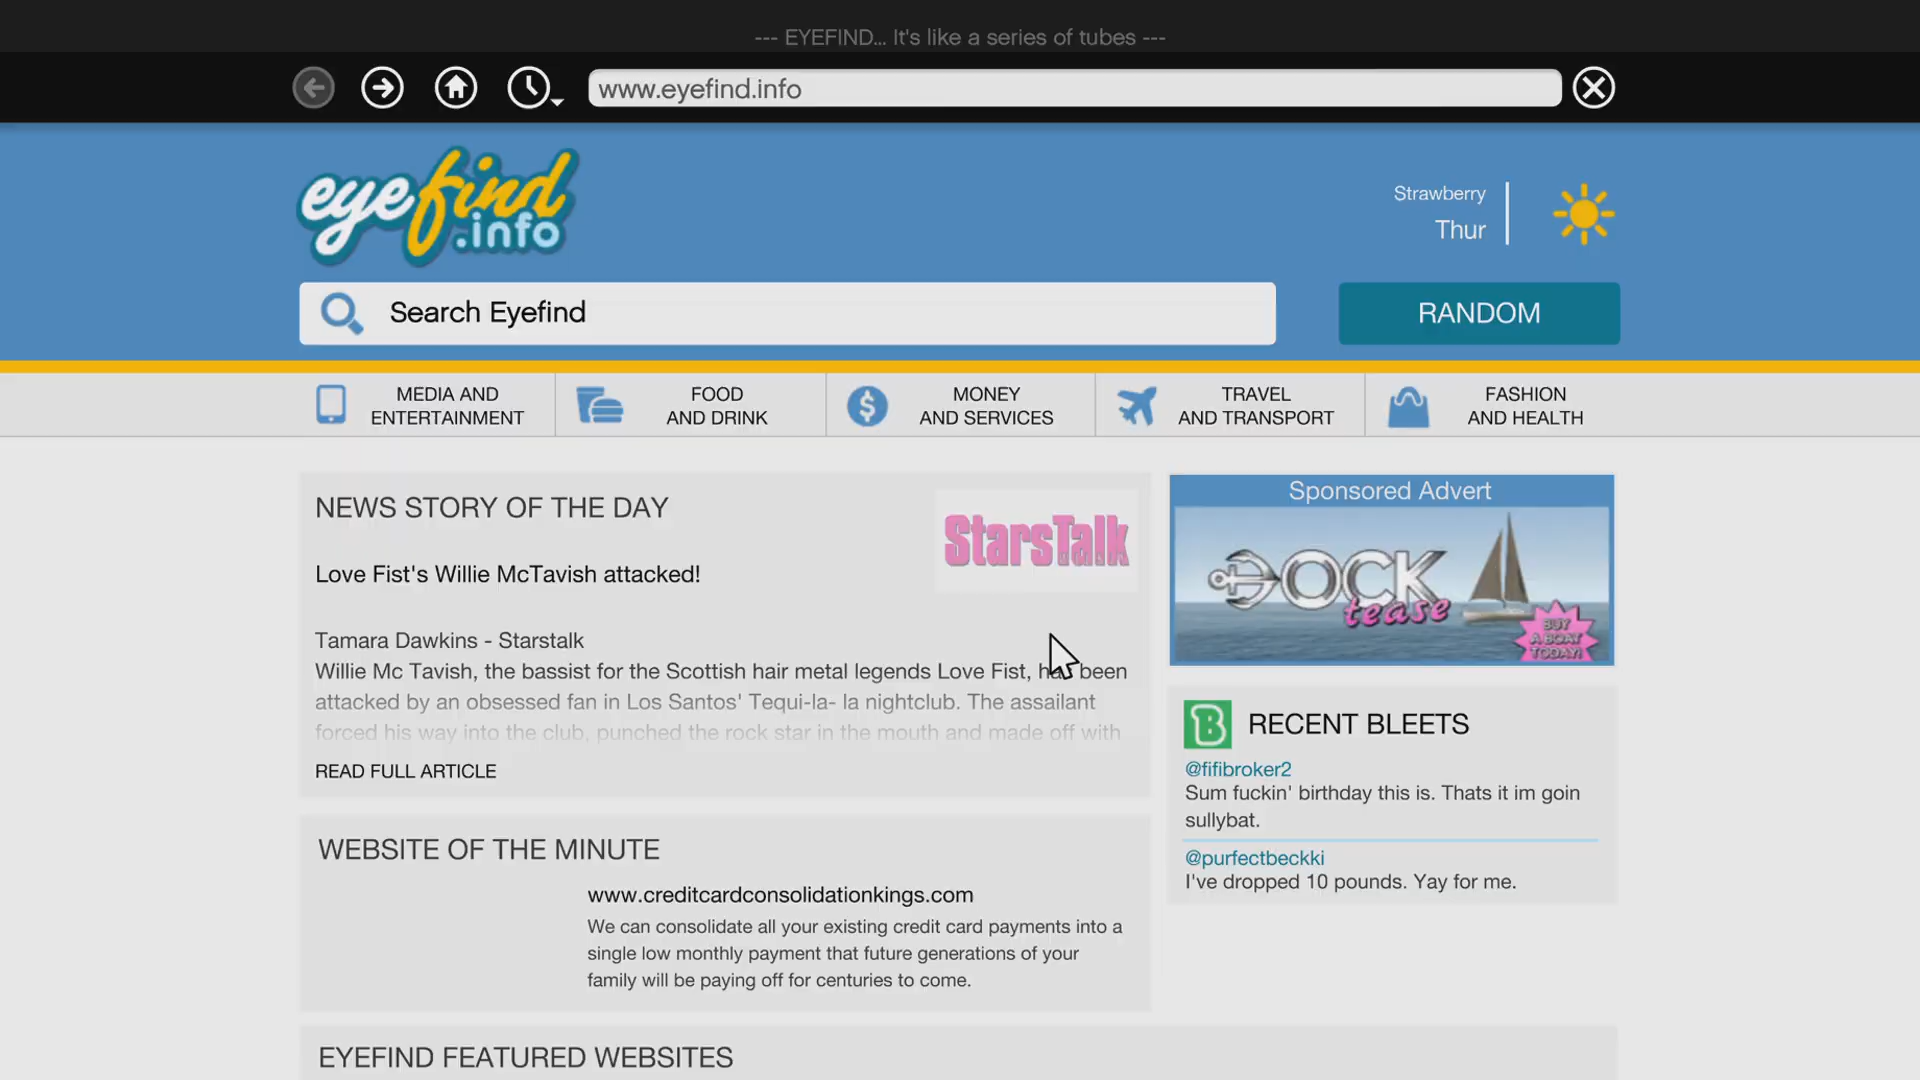 --- EYEFIND... It's like a series of tubes ---
www.eyefind.info
eyefind
.info
Strawberry
Thur
Search Eyefind
RANDOM
MEDIA AND
ENTERTAINMENT
FOOD
AND DRINK
MONEY
AND SERVICES
TRAVEL
AND TRANSPORT
FASHION
AND HEALTH
NEWS STORY OF THE DAY
StarsTalk
Love Fist's Willie McTavish attacked!
Tamara Dawkins - Starstalk
Willie Mc Tavish, the bassist for the Scottish hair metal legends Love Fist, has been
attacked by an obsessed fan in Los Santos' Tequi-la- la nightclub. The assailant
forced his way into the club, punched the rock star in the mouth and made off with
READ FULL ARTICLE
Sponsored Advert
DOCK
tease
BUY
A BOAT
TODAY!
B RECENT BLEETS
@fifibroker2
Sum fuckin' birthday this is. Thats it im goin
sullybat.
@purfectbeckki
I've dropped 10 pounds. Yay for me.
WEBSITE OF THE MINUTE
www.creditcardconsolidationkings.com
We can consolidate all your existing credit card payments into a
single low monthly payment that future generations of your
family will be paying off for centuries to come.
EYEFIND FEATURED WEBSITES